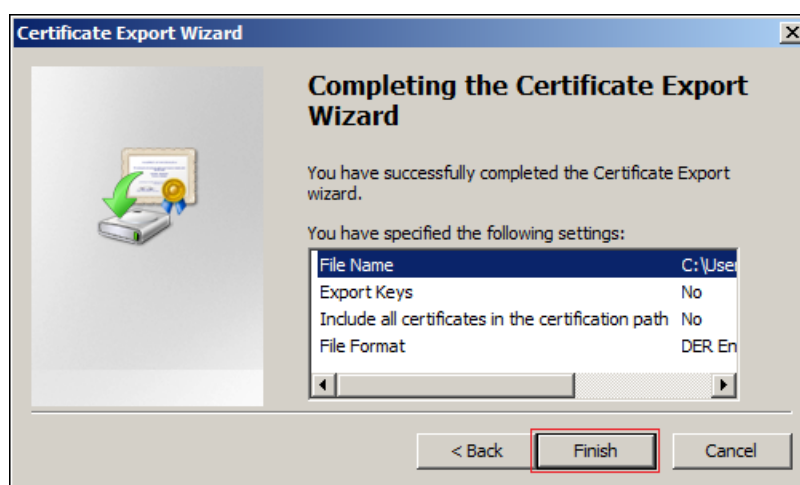 Certificate Export Wizard
Completing the Certificate Export
Wizard
You have successfully completed the Certificate Export
wizard.
You have specified the following settings:
File Name C:\User
Export Keys No
Include all certificates in the certification path No
File Format DER En
< Back Finish Cancel